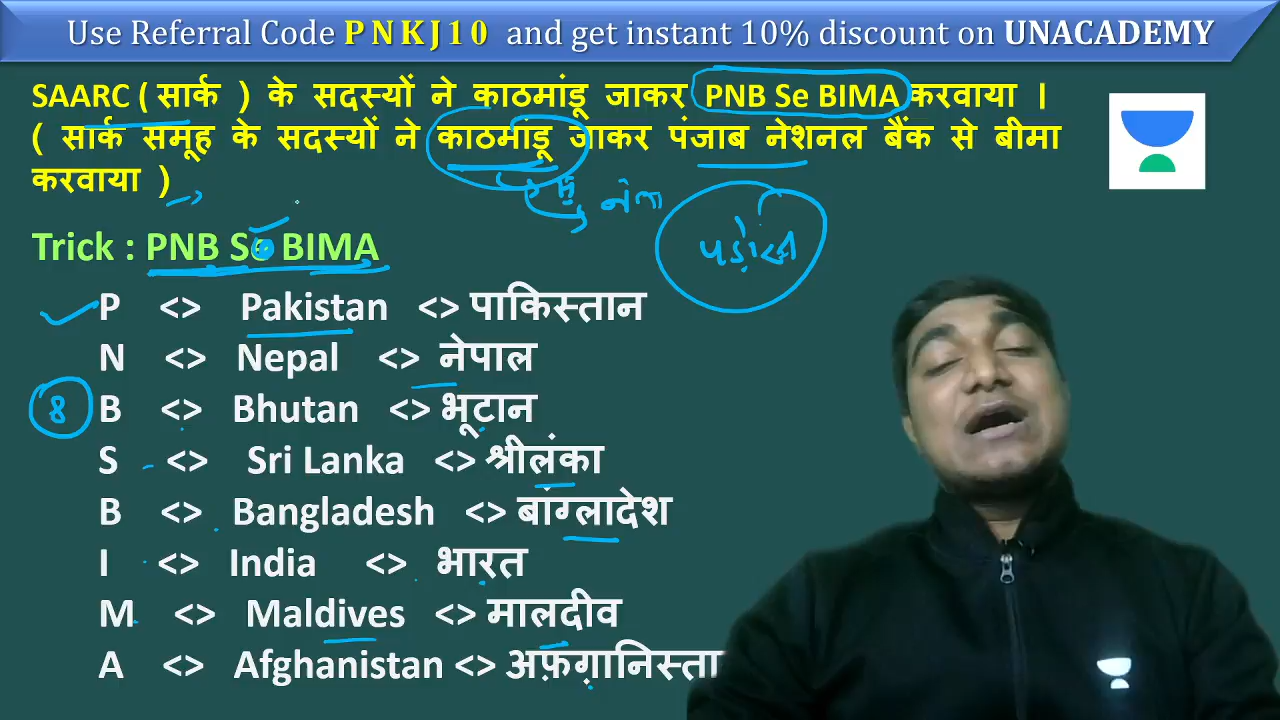 Use Referral Code PNKJ10 and get instant 10% discount on UNACADEMY
SAARC ( सार्क ) के सदस्यों ने काठमांडू जाकर PNB Se BIMA करवाया ।
( सार्क समूह के सदस्यों ने काठमांडू जाकर पंजाब नेशनल बैंक से बीमा
करवाया )
Trick : PNB Se BIMA
पड़ोसी
P <> Pakistan <> पाकिस्तान
N <> Nepal <> नेपाल
8
B <> Bhutan <> भूटान
S <> Sri Lanka <> श्रीलंका
B <> Bangladesh <> बांग्लादेश
I <> India <> भारत
M <> Maldives <> मालदीव
A <> Afghanistan <> अफ़ग़ानिस्ता